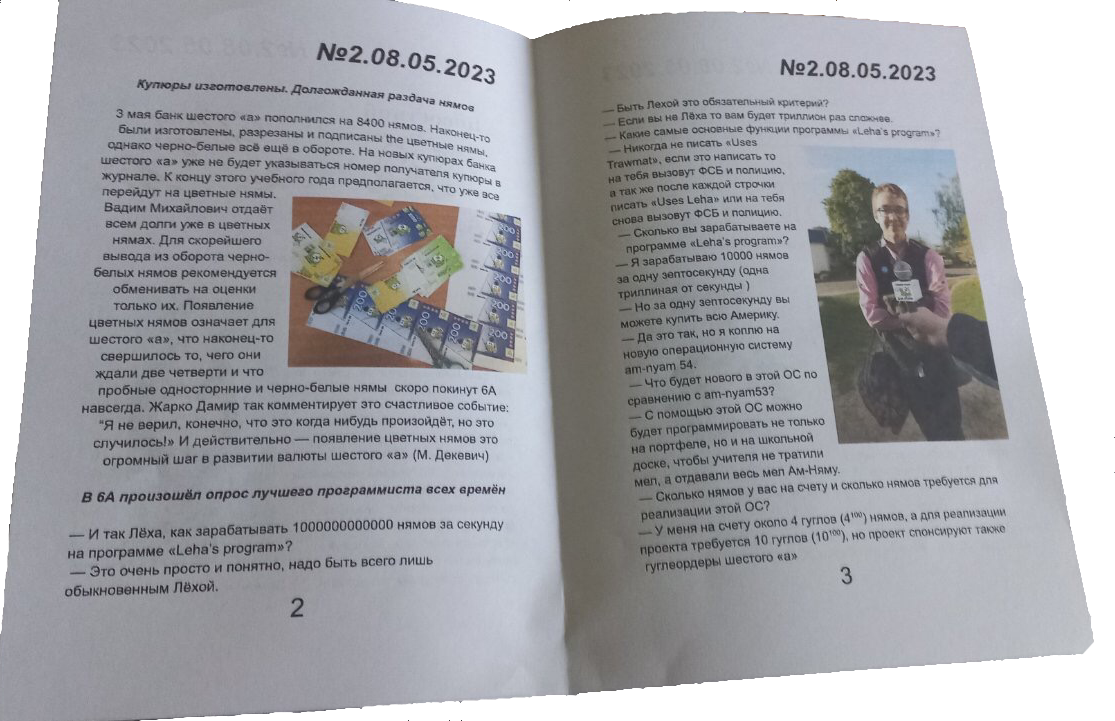 №2.08.05.2023
Купюры изготовлены. Долгожданная раздача нямов
3 мая банк шестого «а» пополнился на 8400 нямов. Наконец-то
были изготовлены, разрезаны и подписаны the цветные нямы,
однако черно-белые всё ещё в обороте. На новых купюрах банка
шестого «а» уже не будет указываться номер получателя купюры в
журнале. К концу этого учебного года предполагается, что уже все
перейдут на цветные нямы.
Вадим Михайлович отдаёт
всем долги уже в цветных
нямах. Для скорейшего
вывода из оборота черно-
белых нямов рекомендуется
обменивать на оценки
только их. Появление
цветных нямов означает для
шестого «а», что наконец-то
свершилось то, чего они
ждали две четверти и что
пробные односторнние и черно-белые нямы скоро покинут 6А
навсегда. Жарко Дамир так комментирует это счастливое событие:
"Я не верил, конечно, что это когда нибудь произойдёт, но это
случилось!» И действительно — появление цветных нямов это
огромный шаг в развитии валюты шестого «а» (М. Декевич)
В 6А произошёл опрос лучшего программиста всех времён
— И так Лёха, как зарабатывать 1000000000000 нямов за секунду
на программе «Leha's program»?
— Это очень просто и понятно, надо быть всего лишь
обыкновенным Лёхой.
2
№2.08.05.2023
— Быть Лехой это обязательный критерий?
— Если вы не Лёха то вам будет триллион раз сложнее.
— Какие самые основные функции программы «Leha's program»?
— Никогда не писать «Uses
Trawmat», если это написать то
на тебя вызовут ФСБ и полицию,
а так же после каждой строчки
писать «Uses Leha» или на тебя
снова вызовут ФСБ и полицию.
— Сколько вы зарабатываете на
программе «Leha's program»?
— Я зарабатываю 10000 нямов
за одну зептосекунду (одна
триллиная от секунды )
— Но за одну зептосекунду вы
можете купить всю Америку.
— Да это так, но я коплю на
новую операционную систему
am-nyam 54.
— Что будет нового в этой ОС по
сравнению с am-nyam53?
— С помощью этой ОС можно
будет программировать не только
на портфеле, но и на школьной
доске, чтобы учителя не тратили
мел, а отдавали весь мел Ам-Няму.
— Сколько нямов у вас на счету и сколько нямов требуется для
реализации этой ОС?
— У меня на счету около 4 гуглов (4¹⁰⁰) нямов, а для реализации
проекта требуется 10 гуглов (10¹⁰⁰), но проект спонсируют также
гуглеордеры шестого «а»
3